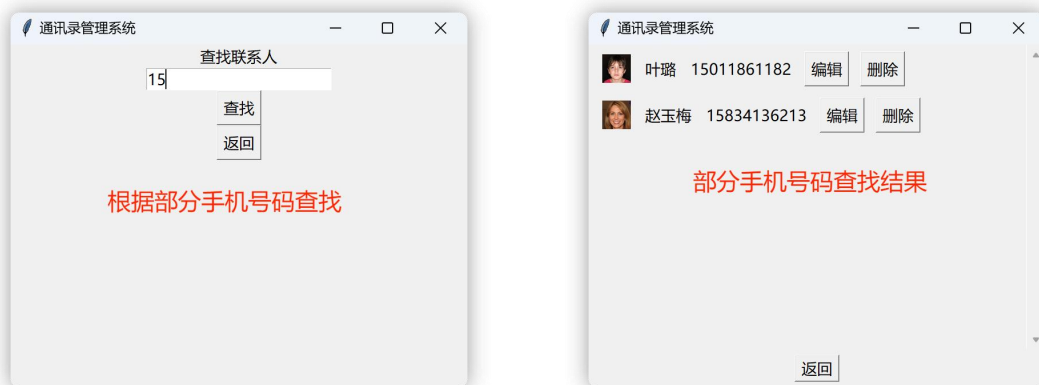 通讯录管理系统
查找联系人
15
查找
返回
根据部分手机号码查找
通讯录管理系统
叶璐 15011861182 编辑 删除
赵玉梅 15834136213 编辑 删除
部分手机号码查找结果
返回